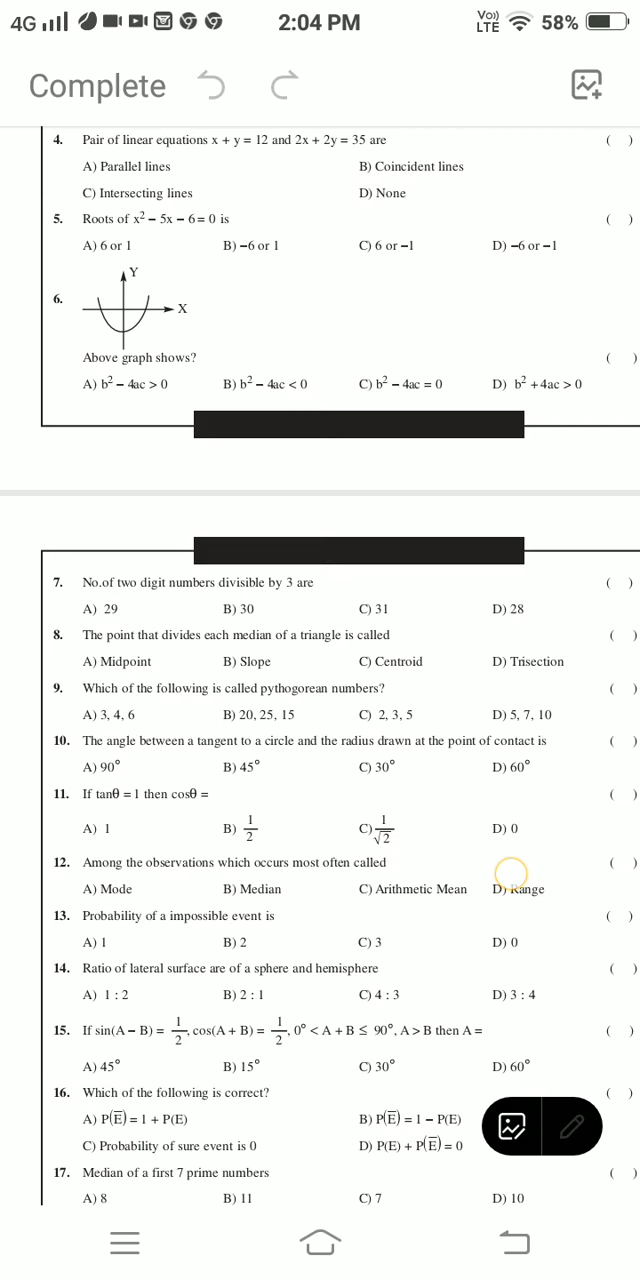 4G 2:04 PM Vo)) LTE 58%
Complete
4. Pair of linear equations x + y = 12 and 2x + 2y = 35 are ( )
A) Parallel lines B) Coincident lines
C) Intersecting lines D) None
5. Roots of x² − 5x − 6 = 0 is ( )
A) 6 or 1 B) −6 or 1 C) 6 or −1 D) −6 or −1
Y
6. X
Above graph shows? ( )
A) b² − 4ac > 0 B) b² − 4ac < 0 C) b² − 4ac = 0 D) b² + 4ac > 0
7. No.of two digit numbers divisible by 3 are ( )
A) 29 B) 30 C) 31 D) 28
8. The point that divides each median of a triangle is called ( )
A) Midpoint B) Slope C) Centroid D) Trisection
9. Which of the following is called pythogorean numbers? ( )
A) 3, 4, 6 B) 20, 25, 15 C) 2, 3, 5 D) 5, 7, 10
10. The angle between a tangent to a circle and the radius drawn at the point of contact is ( )
A) 90° B) 45° C) 30° D) 60°
11. If tanθ = 1 then cosθ = ( )
A) 1 B) 1/2 C) 1/√2 D) 0
12. Among the observations which occurs most often called ( )
A) Mode B) Median C) Arithmetic Mean D) Range
13. Probability of a impossible event is ( )
A) 1 B) 2 C) 3 D) 0
14. Ratio of lateral surface are of a sphere and hemisphere ( )
A) 1 : 2 B) 2 : 1 C) 4 : 3 D) 3 : 4
15. If sin(A − B) = 1/2, cos(A + B) = 1/2, 0° < A + B ≤ 90°, A > B then A = ( )
A) 45° B) 15° C) 30° D) 60°
16. Which of the following is correct? ( )
A) P(E̅) = 1 + P(E) B) P(E̅) = 1 − P(E)
C) Probability of sure event is 0 D) P(E) + P(E̅) = 0
17. Median of a first 7 prime numbers ( )
A) 8 B) 11 C) 7 D) 10